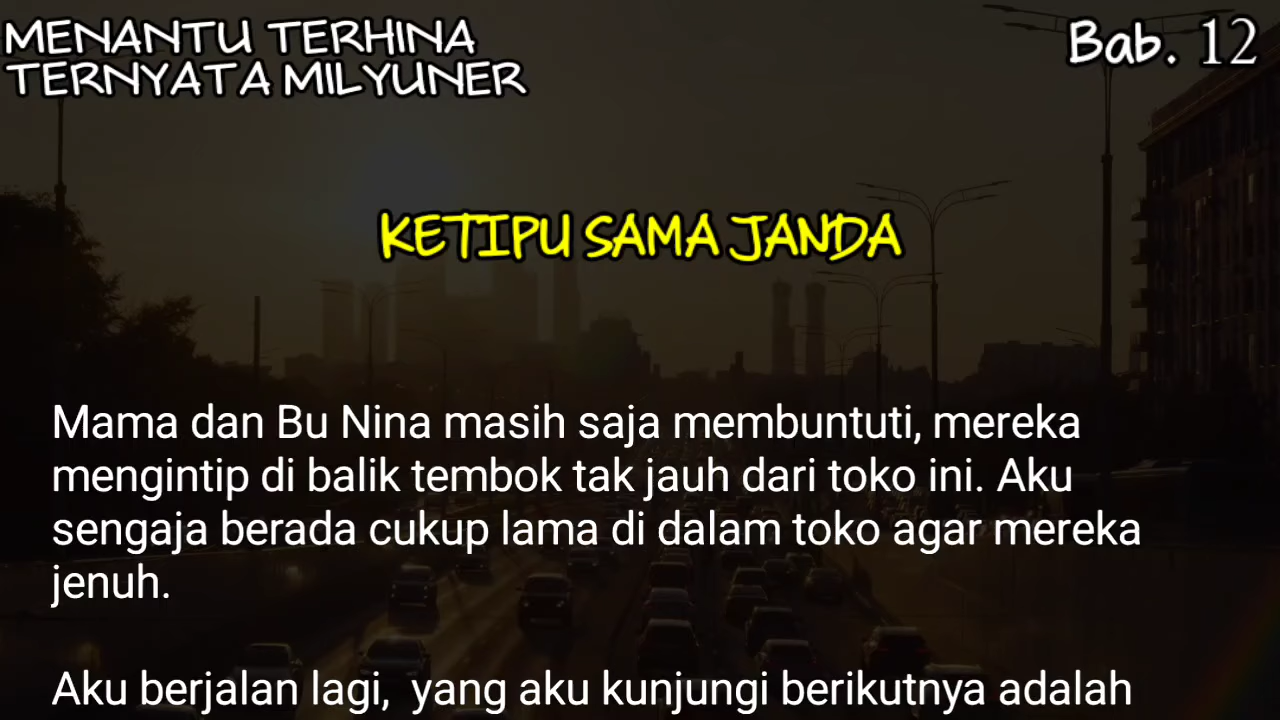 MENANTU TERHINA
TERNYATA MILYUNER
Bab. 12
KETIPU SAMA JANDA
Mama dan Bu Nina masih saja membuntuti, mereka
mengintip di balik tembok tak jauh dari toko ini. Aku
sengaja berada cukup lama di dalam toko agar mereka
jenuh.
Aku berjalan lagi, yang aku kunjungi berikutnya adalah